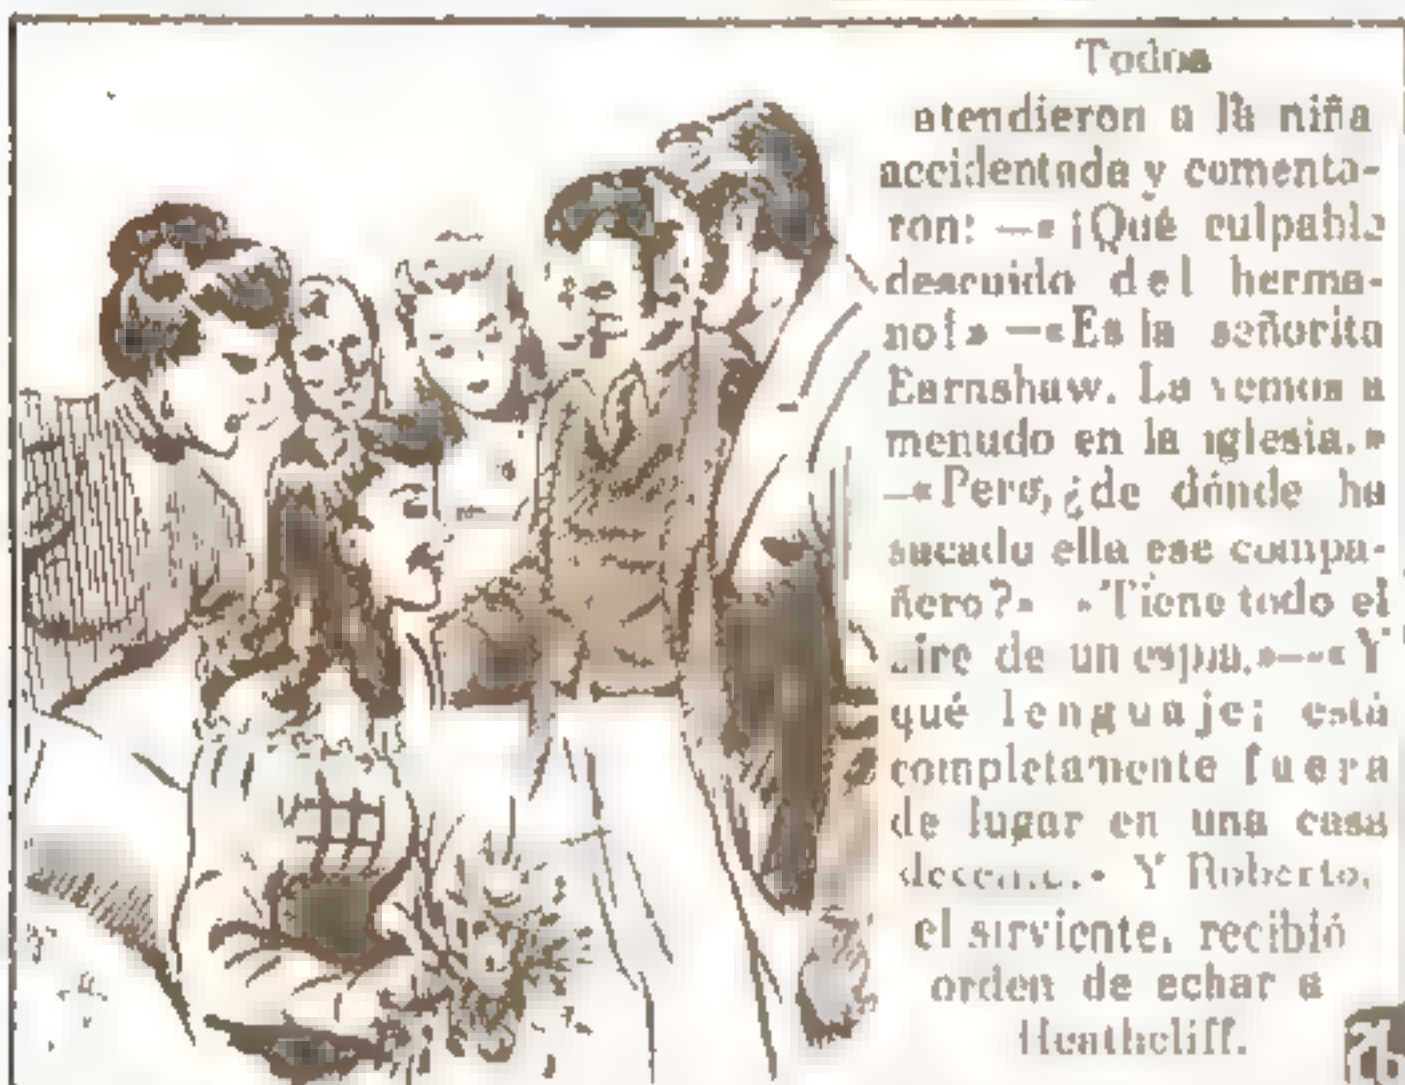 Todos
atendieron a la niña
accidentada y comenta-
ron: —«¡Qué culpable
descuido del herma-
no!» —«Es la señorita
Earnshaw. La vemos a
menudo en la iglesia.»
—«Pero, ¿de dónde ha
sacado ella ese compa-
ñero?» «Tiene todo el
aire de un espía.»—«Y
qué lenguaje; está
completamente fuera
de lugar en una casa
decente.» Y Roberto,
el sirviente, recibió
orden de echar a
Heathcliff.